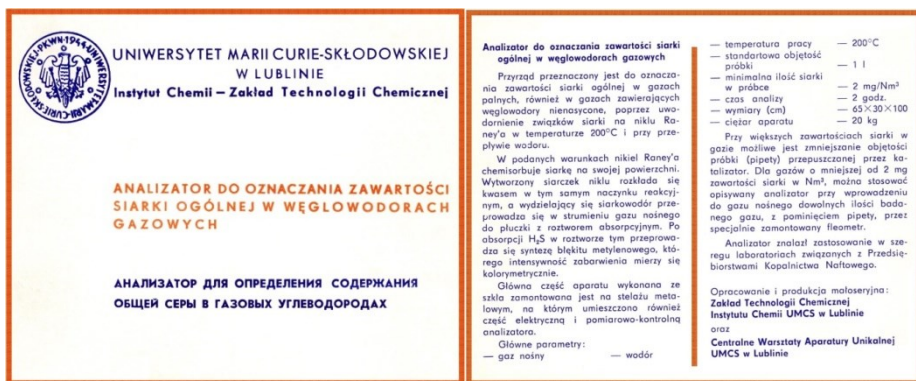 UNIWERSYTET MARII CURIE-SKŁODOWSKIEJ
W LUBLINIE
Instytut Chemii — Zakład Technologii Chemicznej
UNIWERSYTET MARII CURIE-SKŁODOWSKIEJ·PKWN·1944·
ANALIZATOR DO OZNACZANIA ZAWARTOŚCI
SIARKI OGÓLNEJ W WĘGLOWODORACH
GAZOWYCH
АНАЛИЗАТОР ДЛЯ ОПРЕДЕЛЕНИЯ СОДЕРЖАНИЯ
ОБЩЕЙ СЕРЫ В ГАЗОВЫХ УГЛЕВОДОРОДАХ
Analizator do oznaczania zawartości siarki
ogólnej w węglowodorach gazowych
Przyrząd przeznaczony jest do oznacza-
nia zawartości siarki ogólnej w gazach
palnych, również w gazach zawierających
węglowodory nienasycone, poprzez uwo-
dornienie związków siarki na niklu Ra-
ney'a w temperaturze 200°C i przy prze-
pływie wodoru.
W podanych warunkach nikiel Raney'a
chemisorbuje siarkę na swojej powierzchni.
Wytworzony siarczek niklu rozkłada się
kwasem w tym samym naczynku reakcyj-
nym, a wydzielający się siarkowodór prze-
prowadza się w strumieniu gazu nośnego
do płuczki z roztworem absorpcyjnym. Po
absorpcji H₂S w roztworze tym przeprowa-
dza się syntezę błękitu metylenowego, któ-
rego intensywność zabarwienia mierzy się
kolorymetrycznie.
Główna część aparatu wykonana ze
szkła zamontowana jest na stelażu meta-
lowym, na którym umieszczono również
część elektryczną i pomiarowo-kontrolną
analizatora.
Główne parametry:
— gaz nośny — wodór
— temperatura pracy — 200°C
— standartowa objętość
próbki — 1 l
— minimalna ilość siarki
w próbce — 2 mg/Nm³
— czas analizy — 2 godz.
— wymiary (cm) — 65×30×100
— ciężar aparatu — 20 kg
Przy większych zawartościach siarki w
gazie możliwe jest zmniejszanie objętości
próbki (pipety) przepuszczanej przez ka-
talizator. Dla gazów o mniejszej od 2 mg
zawartości siarki w Nm³, można stosować
opisywany analizator przy wprowadzeniu
do gazu nośnego dowolnych ilości bada-
nego gazu, z pominięciem pipety, przez
specjalnie zamontowany fleometr.
Analizator znalazł zastosowanie w sze-
regu laboratoriach związanych z Przedsię-
biorstwami Kopalnictwa Naftowego.
Opracowanie i produkcja małoseryjna:
Zakład Technologii Chemicznej
Instytutu Chemii UMCS w Lublinie
oraz
Centralne Warsztaty Aparatury Unikalnej
UMCS w Lublinie